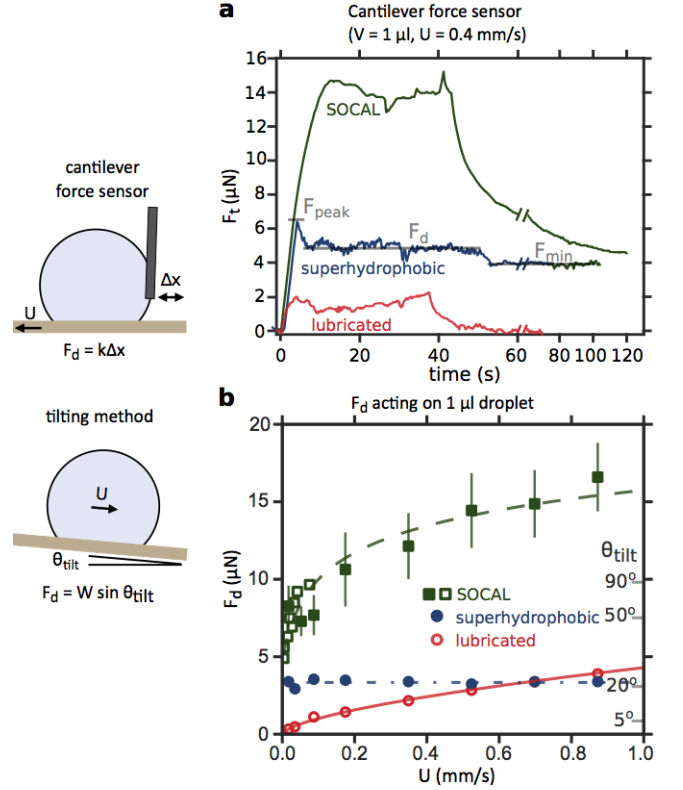 a
Cantilever force sensor
(V = 1 μl, U = 0.4 mm/s)
cantilever
force sensor
Δx
U
F_d = kΔx
16
14
12
10
8
6
4
2
0
F_t (μN)
SOCAL
F_peak
F_d
F_min
superhydrophobic
lubricated
0
20
40
60
80
100
120
time (s)
tilting method
U
θ_tilt
F_d = W sin θ_tilt
b
F_d acting on 1 μl droplet
20
15
10
5
0
F_d (μN)
SOCAL
superhydrophobic
lubricated
θ_tilt
90°
50°
20°
5°
0.0
0.2
0.4
0.6
0.8
1.0
U (mm/s)